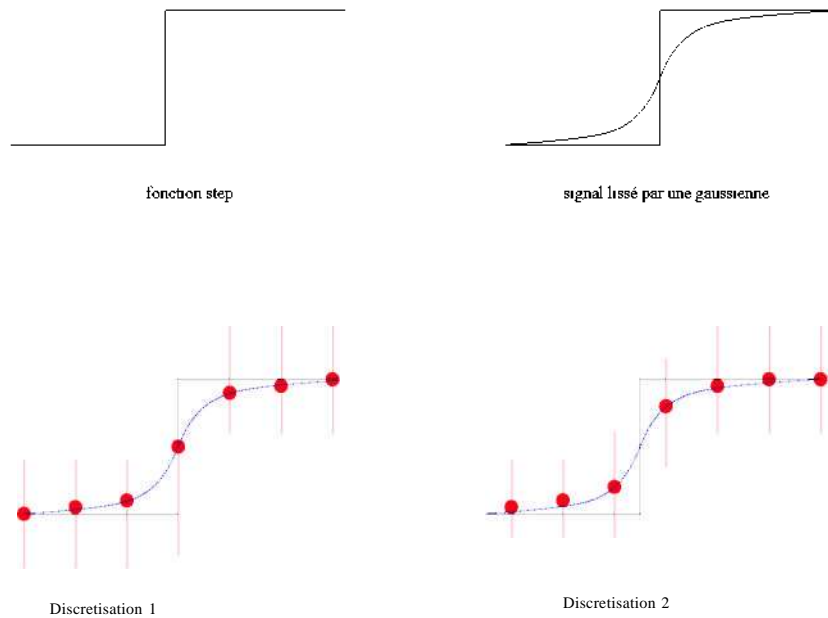 fonction step
signal lissé par une gaussienne
Discretisation 1
Discretisation 2